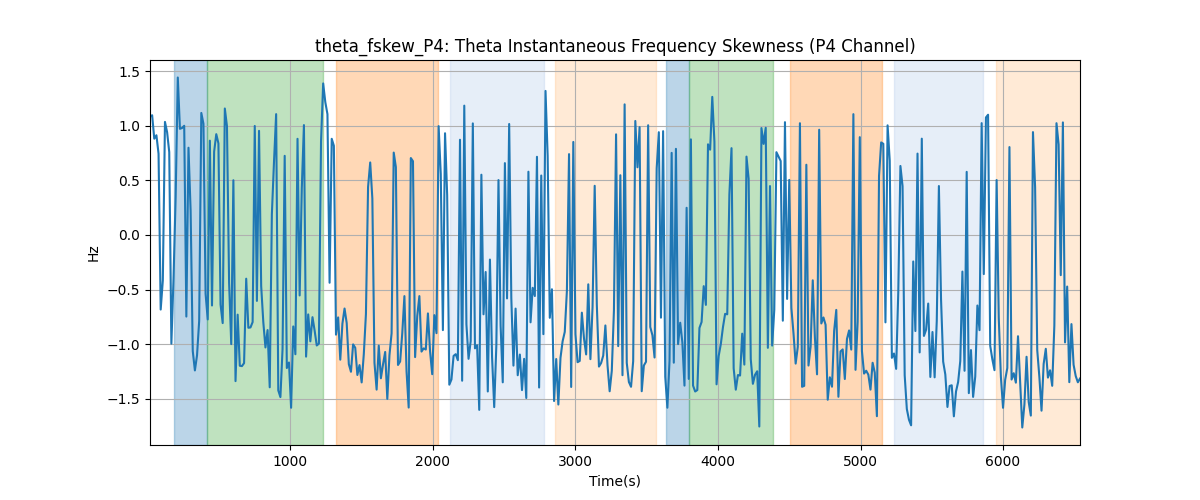 theta_fskew_P4: Theta Instantaneous Frequency Skewness (P4 Channel)
1.5
1.0
0.5
0.0
−0.5
−1.0
−1.5
Hz
1000 2000 3000 4000 5000 6000
Time(s)